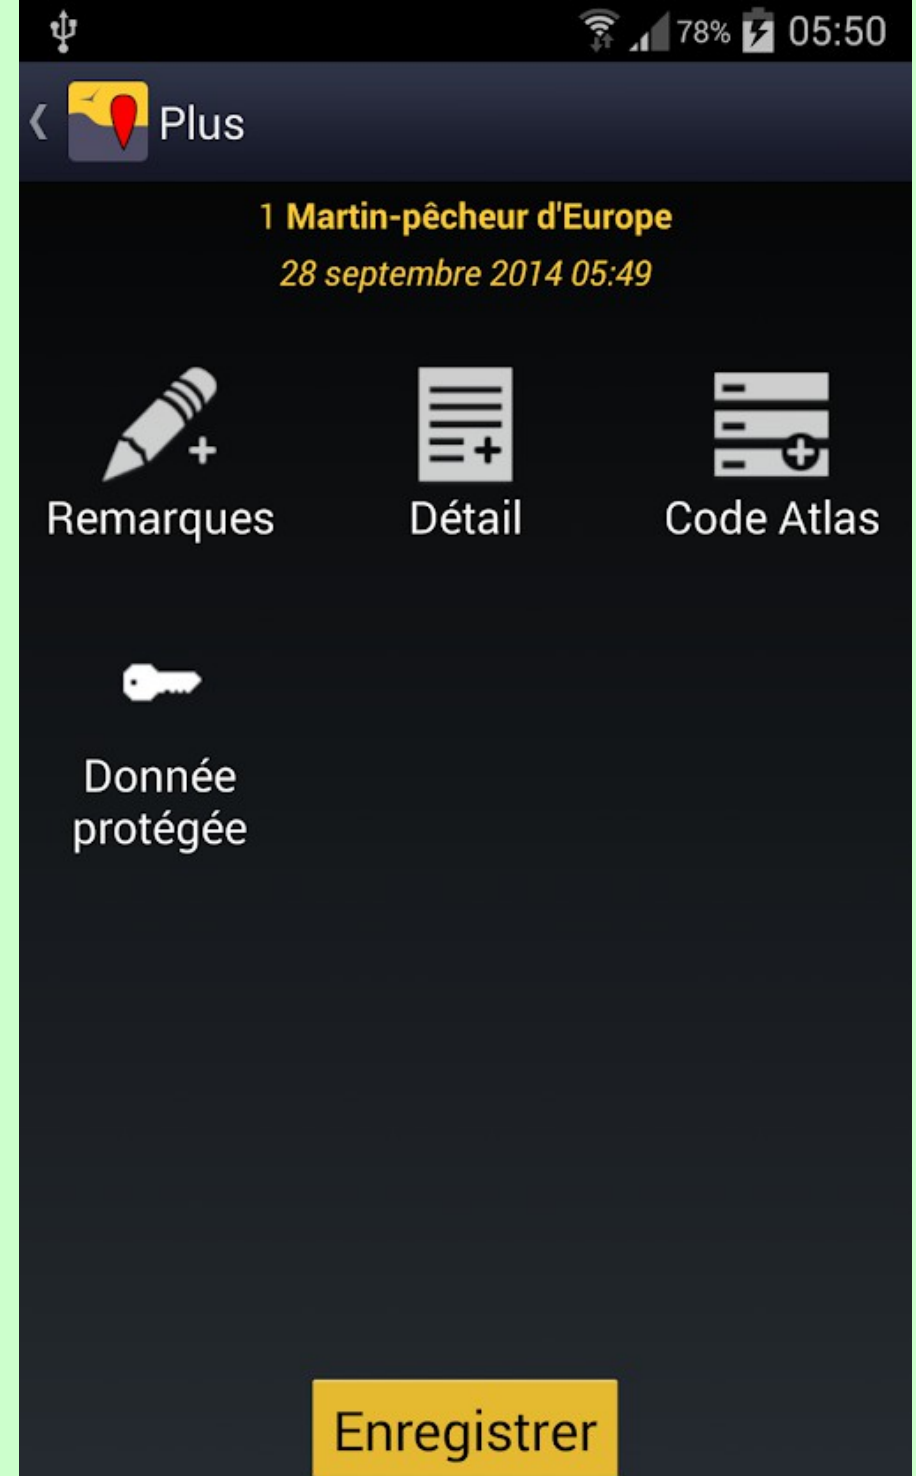 78% 05:50
Plus
1 Martin-pêcheur d'Europe
28 septembre 2014 05:49
Remarques Détail Code Atlas
Donnée
protégée
Enregistrer